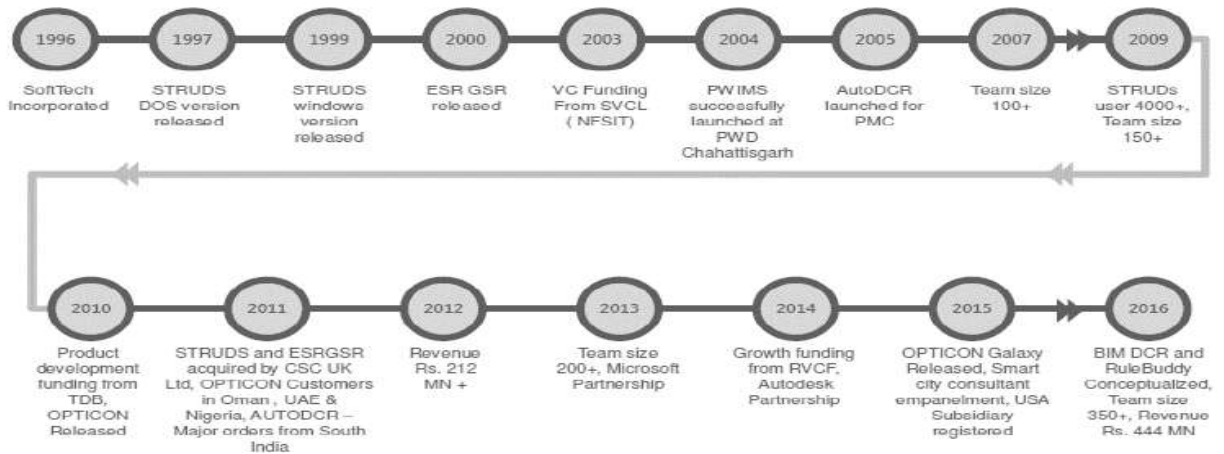 1996
SoftTech
Incorporated
1997
STRUDS
DOS version
released
1999
STRUDS
windows
version
released
2000
ESR GSR
released
2003
VC Funding
From SVCL
( NFSIT)
2004
PWIMS
successfully
launched at
PWD
Chahattisgarh
2005
AutoDCR
launched for
PMC
2007
Team size
100+
2009
STRUDs
user 4000+,
Team size
150+
2010
Product
development
funding from
TDB,
OPTICON
Released
2011
STRUDS and ESRGSR
acquired by CSC UK
Ltd, OPTICON Customers
in Oman , UAE &
Nigeria, AUTODCR –
Major orders from South
India
2012
Revenue
Rs. 212
MN +
2013
Team size
200+, Microsoft
Partnership
2014
Growth funding
from RVCF,
Autodesk
Partnership
2015
OPTICON Galaxy
Released, Smart
city consultant
empanelment, USA
Subsidiary
registered
2016
BIM DCR and
RuleBuddy
Conceptualized,
Team size
350+, Revenue
Rs. 444 MN